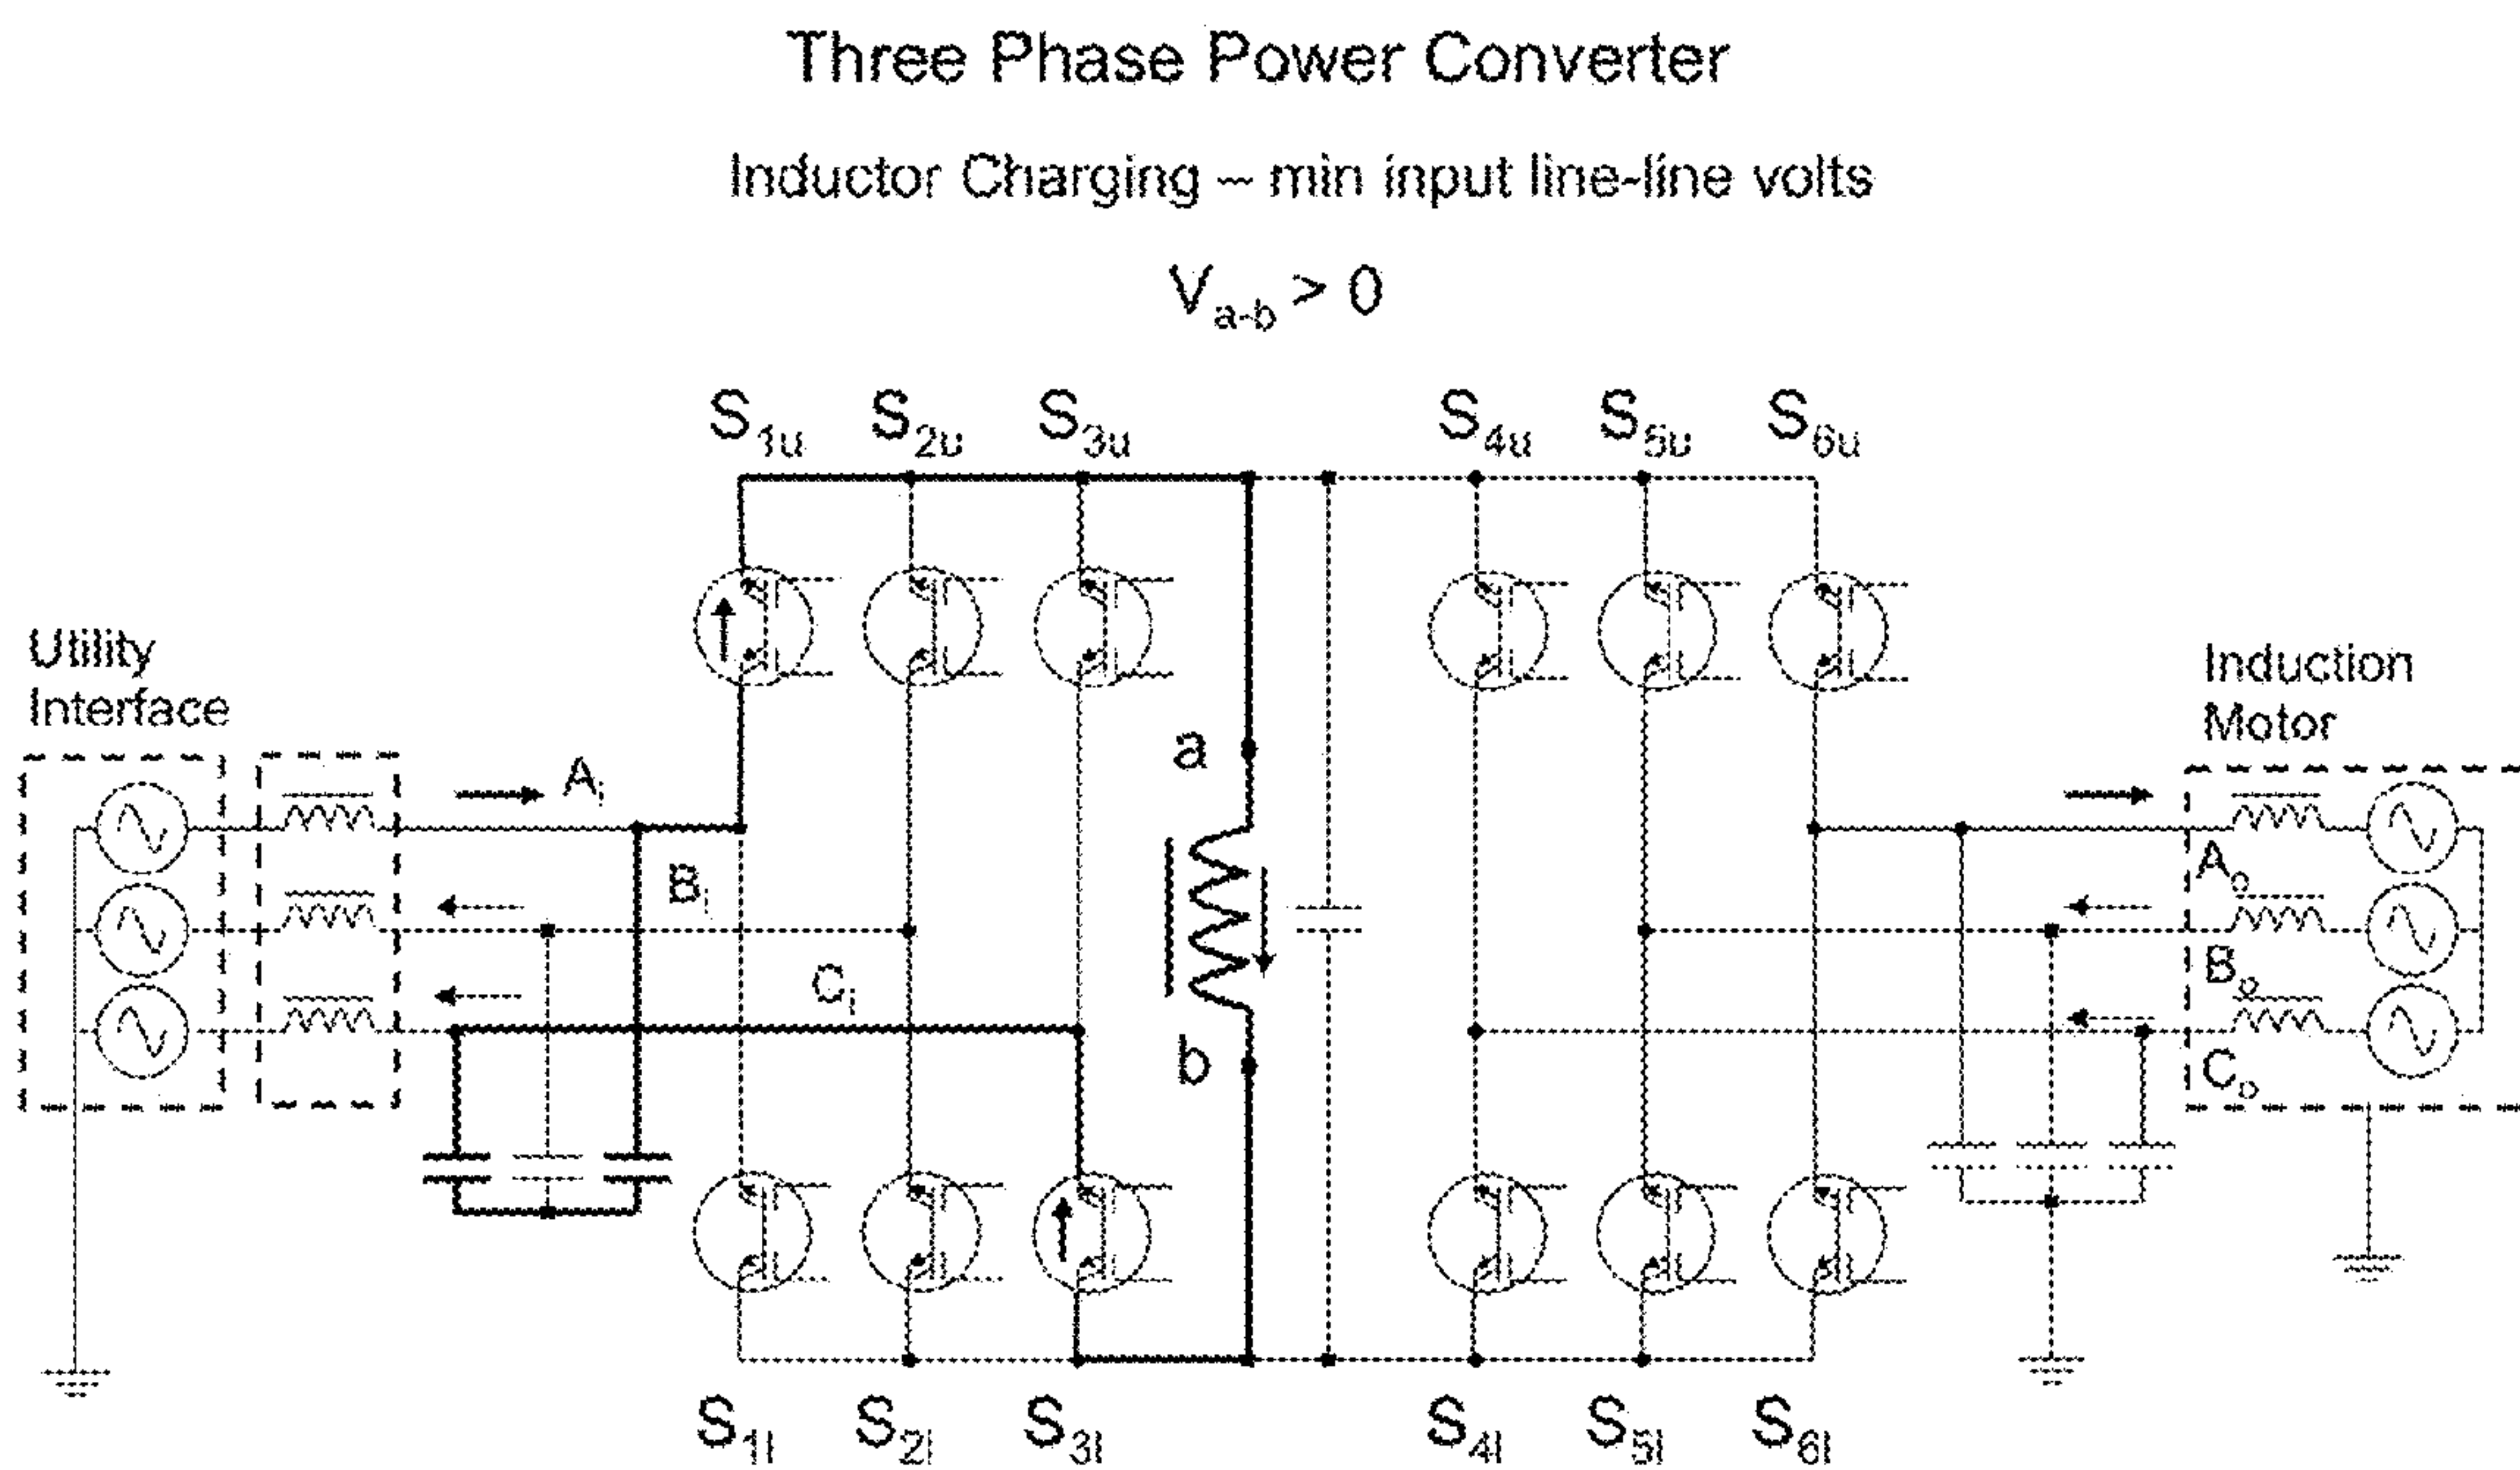 Three Phase Power Converter
Inductor Charging – min input line-line volts
Va-b > 0
S1u S2u S3u S4u S5u S6u
Utility
Interface
Induction
Motor
Ai
a
Bi
Ao
Ci
Bo
b
Co
S1l S2l S3l S4l S5l S6l